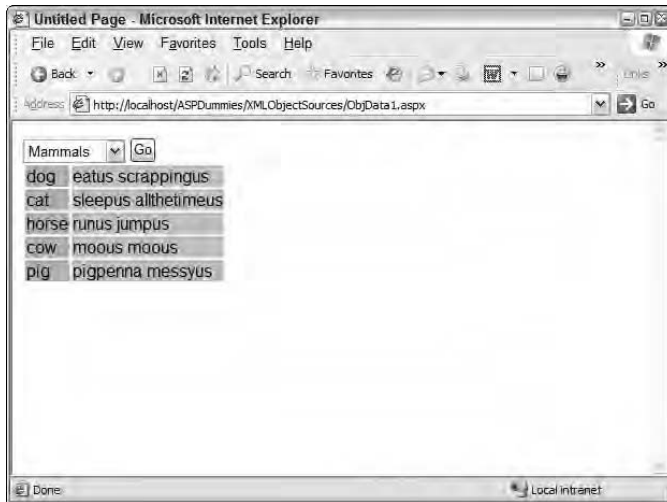 Untitled Page - Microsoft Internet Explorer
File Edit View Favorites Tools Help
Back Search Favorites »
Links »
Address http://localhost/ASPDummies/XMLObjectSources/ObjData1.aspx Go
Mammals Go
dog eatus scrappingus
cat sleepus allthetimeus
horse runus jumpus
cow moous moous
pig pigpenna messyus
Done Local intranet